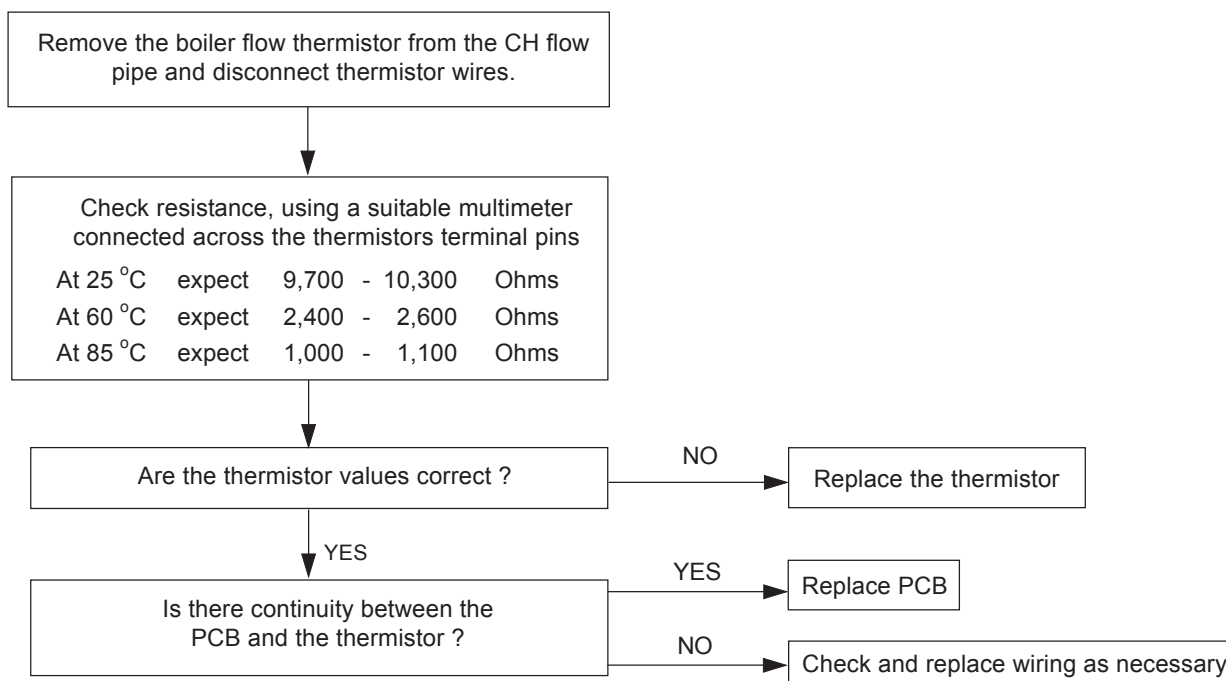 Remove the boiler flow thermistor from the CH flow
pipe and disconnect thermistor wires.
Check resistance, using a suitable multimeter
connected across the thermistors terminal pins
At 25 °C expect 9,700 - 10,300 Ohms
At 60 °C expect 2,400 - 2,600 Ohms
At 85 °C expect 1,000 - 1,100 Ohms
Are the thermistor values correct ?
NO
Replace the thermistor
YES
Is there continuity between the
PCB and the thermistor ?
YES
Replace PCB
NO
Check and replace wiring as necessary